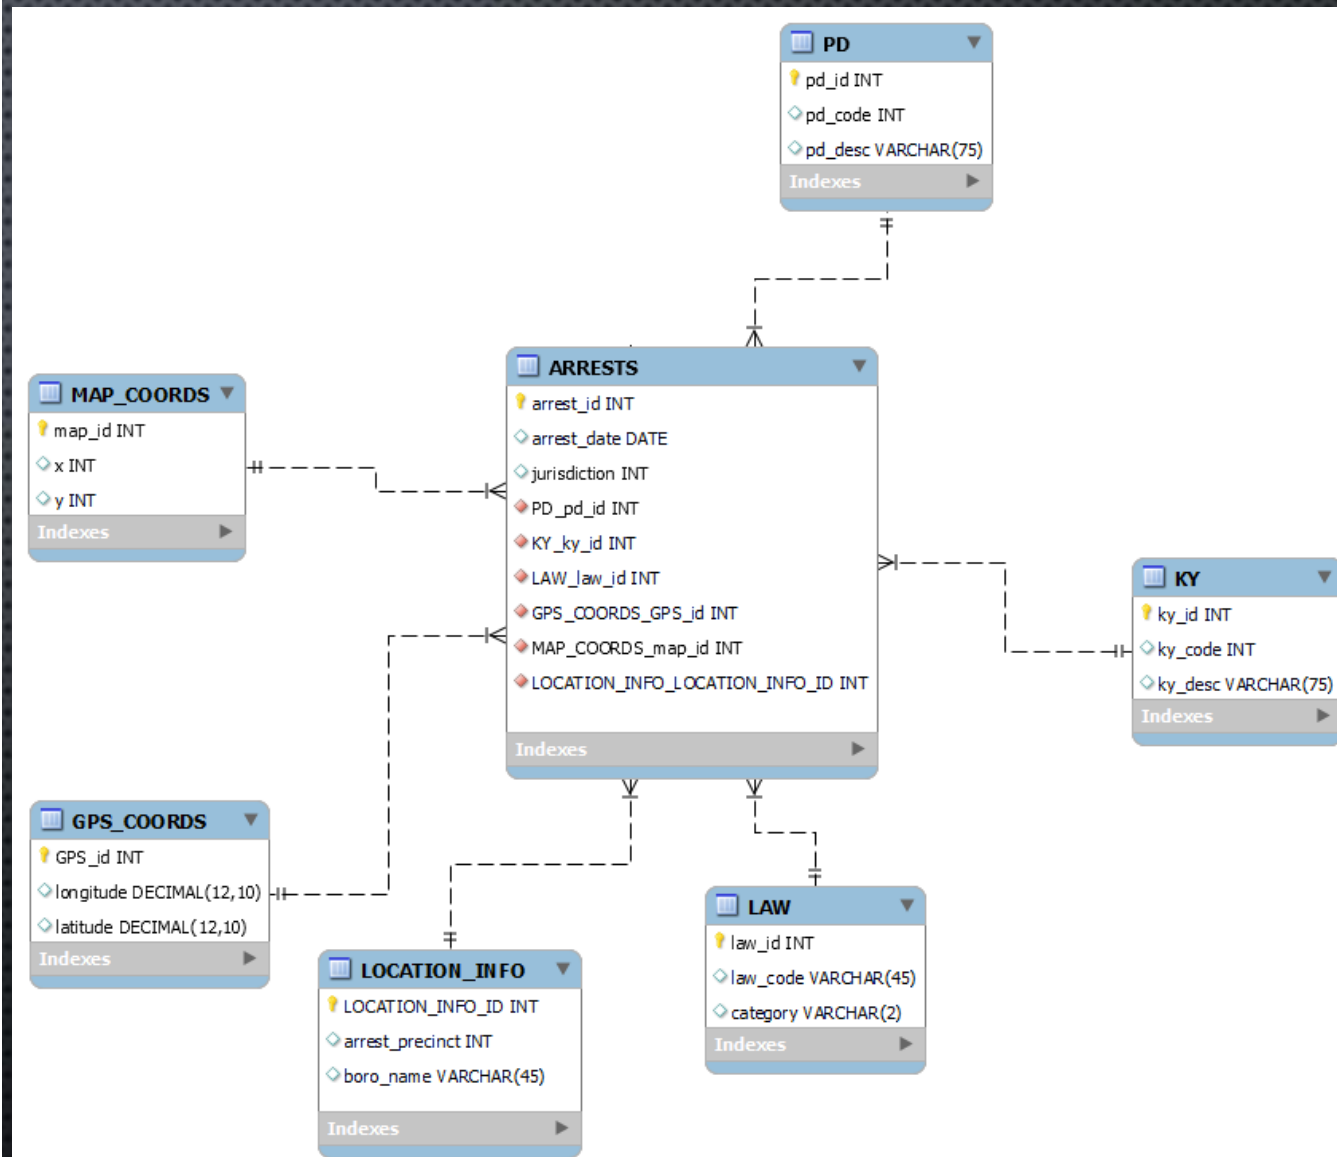 PD
pd_id INT
pd_code INT
pd_desc VARCHAR(75)
Indexes
ARRESTS
arrest_id INT
arrest_date DATE
jurisdiction INT
PD_pd_id INT
KY_ky_id INT
LAW_law_id INT
GPS_COORDS_GPS_id INT
MAP_COORDS_map_id INT
LOCATION_INFO_LOCATION_INFO_ID INT
Indexes
MAP_COORDS
map_id INT
x INT
y INT
Indexes
KY
ky_id INT
ky_code INT
ky_desc VARCHAR(75)
Indexes
GPS_COORDS
GPS_id INT
longitude DECIMAL(12,10)
latitude DECIMAL(12,10)
Indexes
LOCATION_INFO
LOCATION_INFO_ID INT
arrest_precinct INT
boro_name VARCHAR(45)
Indexes
LAW
law_id INT
law_code VARCHAR(45)
category VARCHAR(2)
Indexes